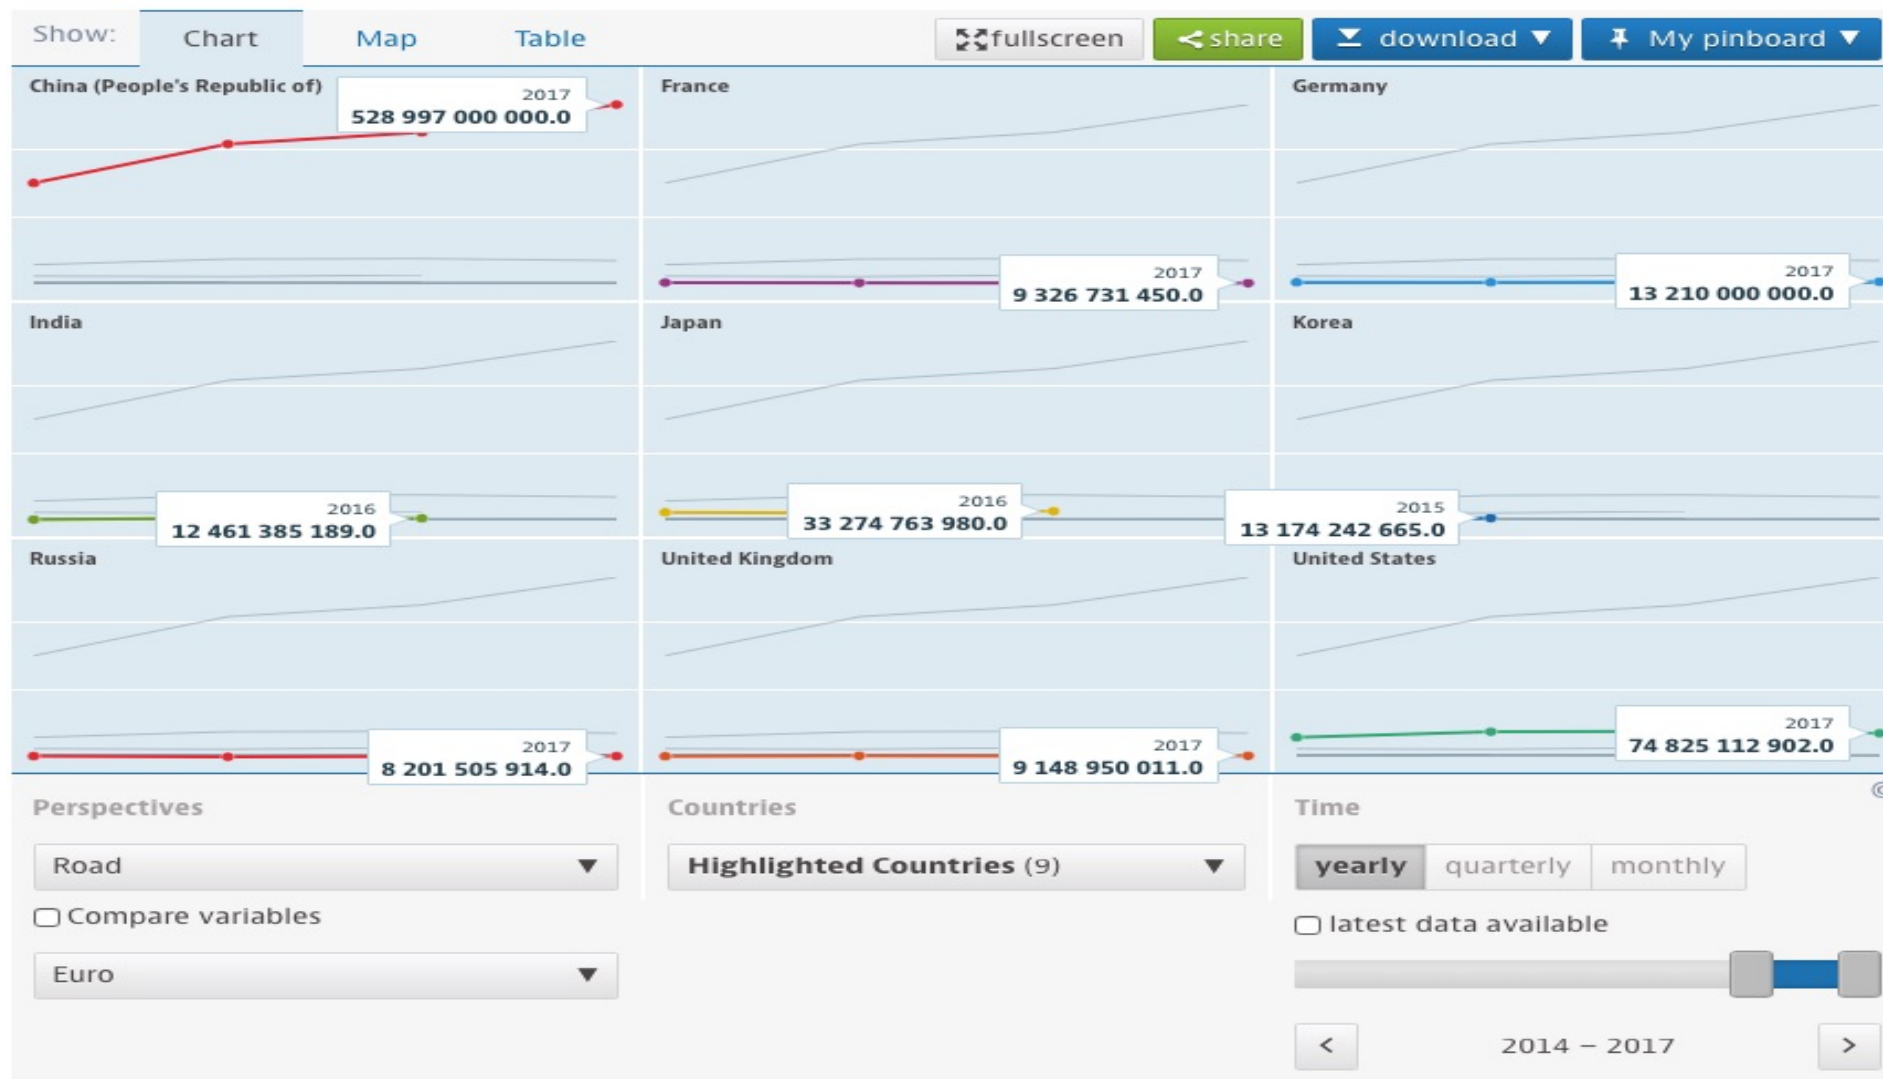 Show: Chart Map Table fullscreen share download ▼ My pinboard ▼
China (People's Republic of)
2017
528 997 000 000.0
France
2017
9 326 731 450.0
Germany
2017
13 210 000 000.0
India
2016
12 461 385 189.0
Japan
2016
33 274 763 980.0
Korea
2015
13 174 242 665.0
Russia
2017
8 201 505 914.0
United Kingdom
2017
9 148 950 011.0
United States
2017
74 825 112 902.0
©
Perspectives
Road ▼
Compare variables
Euro ▼
Countries
Highlighted Countries (9) ▼
Time
yearly quarterly monthly
latest data available
< 2014 – 2017 >